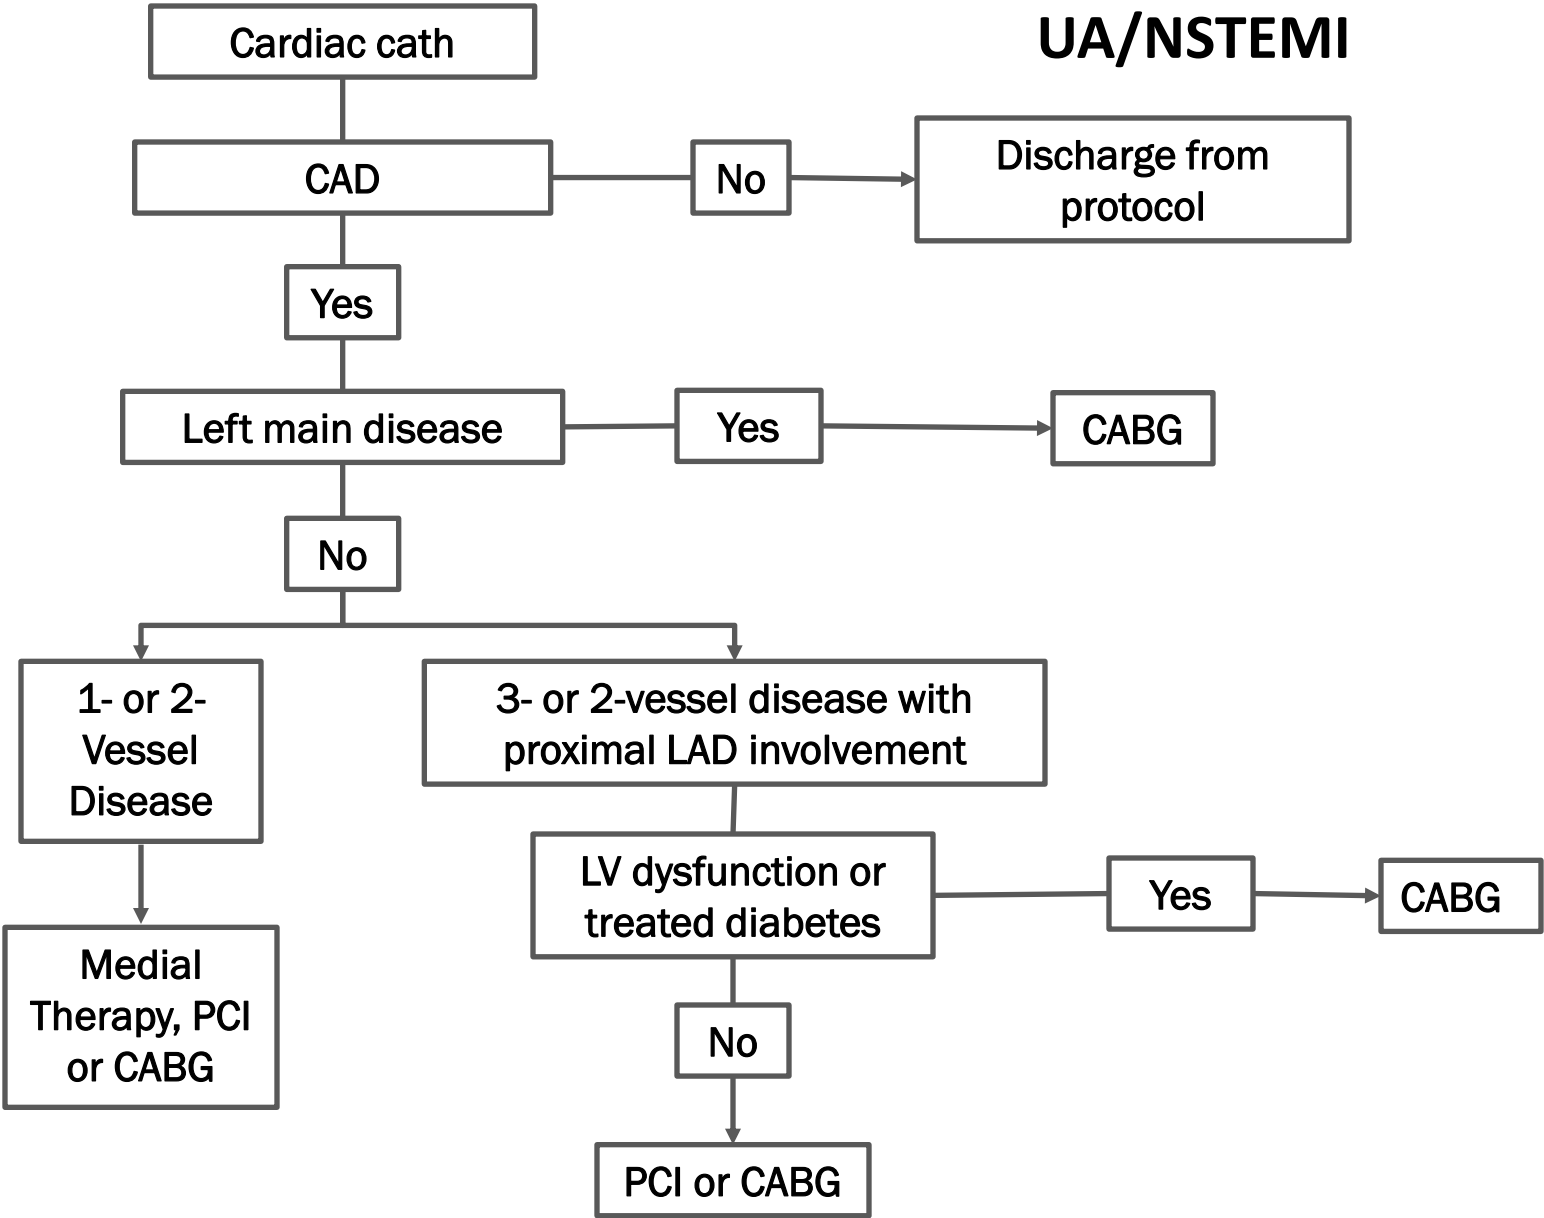 UA/NSTEMI
Cardiac cath
CAD
No
Discharge from
protocol
Yes
Left main disease
Yes
CABG
No
1- or 2-
Vessel
Disease
3- or 2-vessel disease with
proximal LAD involvement
LV dysfunction or
treated diabetes
Yes
CABG
Medial
Therapy, PCI
or CABG
No
PCI or CABG